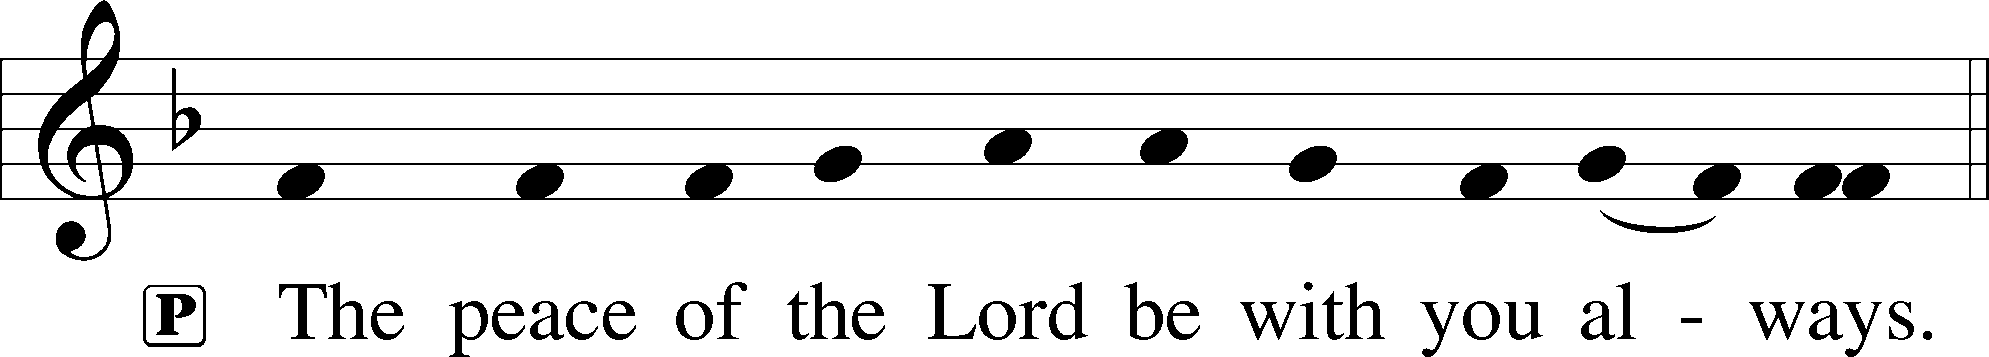 P The peace of the Lord be with you al - ways.